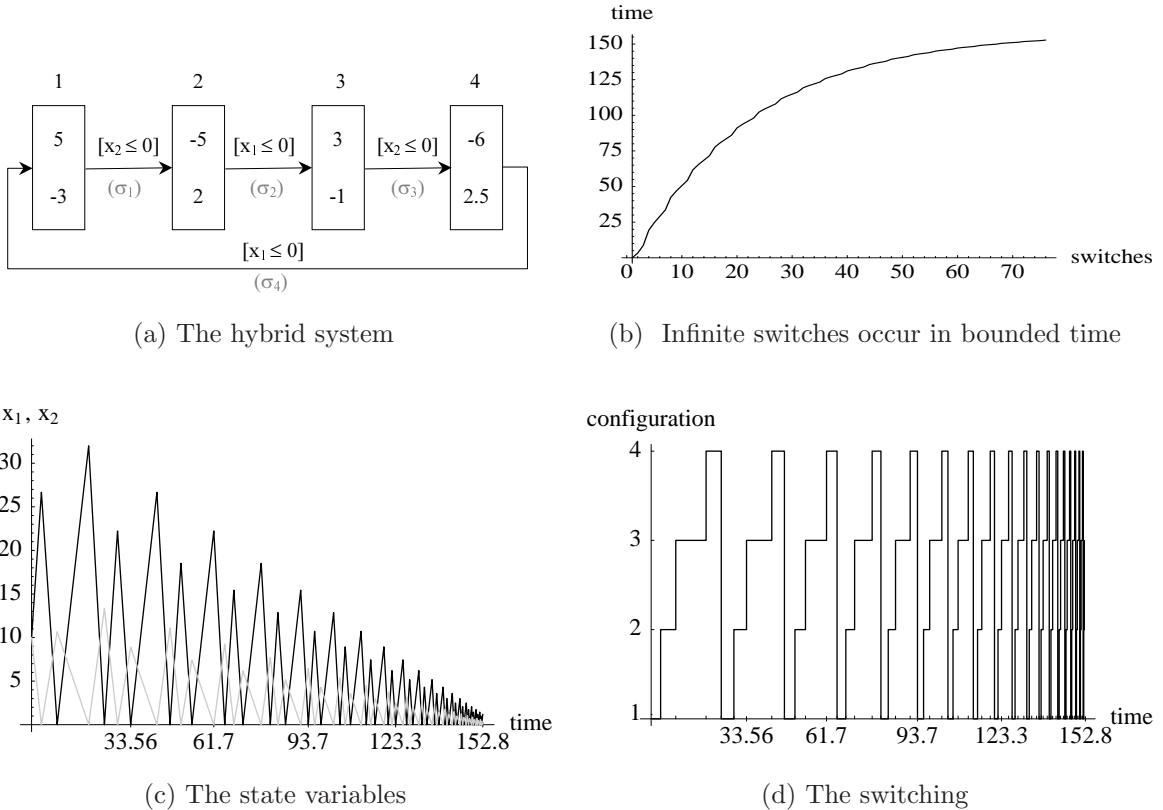 1 2 3 4
5 -5 3 -6
[x₂ ≤ 0] [x₁ ≤ 0] [x₂ ≤ 0]
(σ₁) (σ₂) (σ₃)
-3 2 -1 2.5
[x₁ ≤ 0]
(σ₄)
(a) The hybrid system
time
150
125
100
75
50
25
0 10 20 30 40 50 60 70 switches
(b) Infinite switches occur in bounded time
x₁ , x₂
30
25
20
15
10
5
33.56 61.7 93.7 123.3 152.8 time
(c) The state variables
configuration
4
3
2
1
33.56 61.7 93.7 123.3 152.8 time
(d) The switching